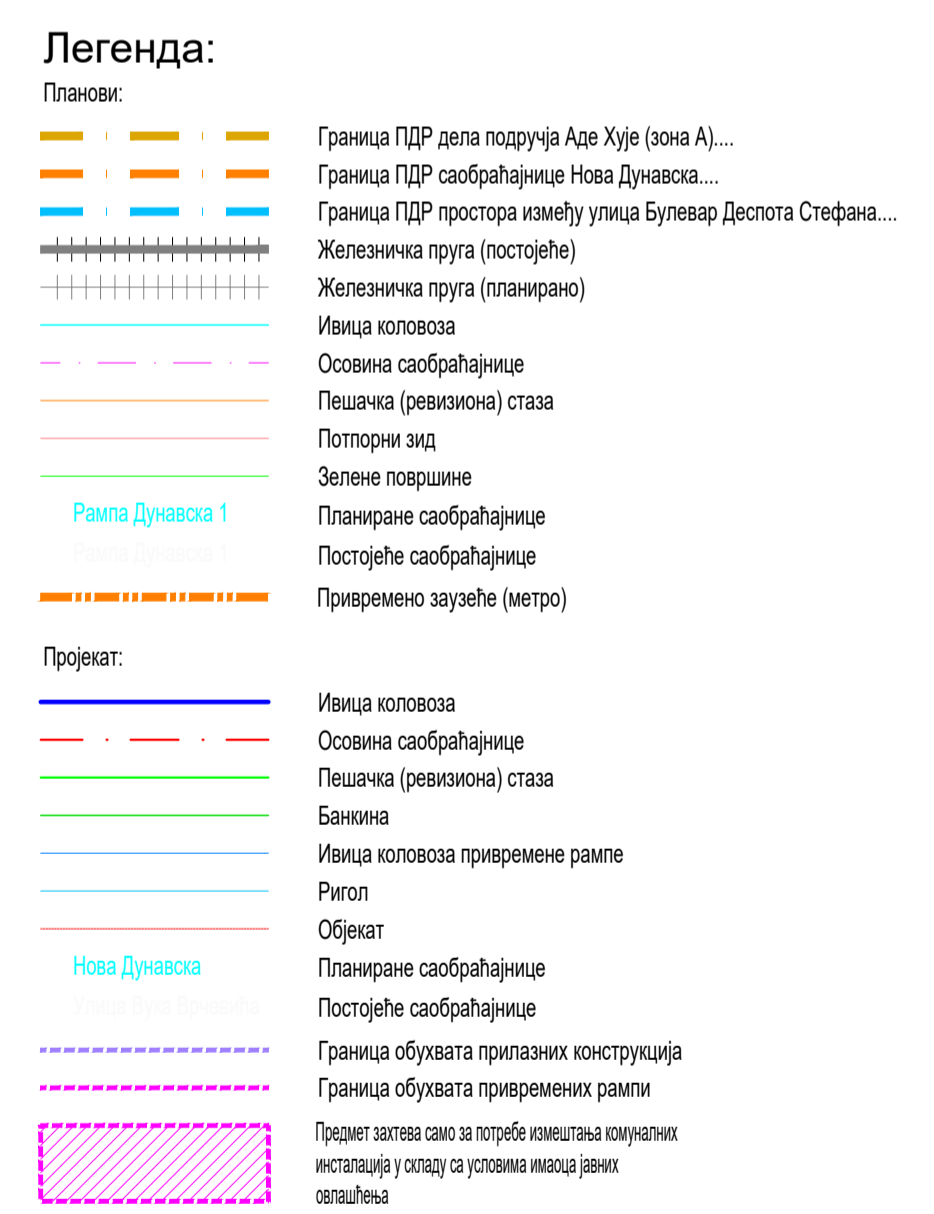 Легенда:
Планови:
Граница ПДР дела подручја Аде Хује (зона А)....
Граница ПДР саобраћајнице Нова Дунавска....
Граница ПДР простора између улица Булевар Деспота Стефана....
Железничка пруга (постојеће)
Железничка пруга (планирано)
Ивица коловоза
Осовина саобраћајнице
Пешачка (ревизиона) стаза
Потпорни зид
Зелене површине
Рампа Дунавска 1 Планиране саобраћајнице
Рампа Дунавска 1 Постојеће саобраћајнице
Привремено заузеће (метро)
Пројекат:
Ивица коловоза
Осовина саобраћајнице
Пешачка (ревизиона) стаза
Банкина
Ивица коловоза привремене рампе
Ригол
Објекат
Нова Дунавска Планиране саобраћајнице
Улица Вука Врчевића Постојеће саобраћајнице
Граница обухвата прилазних конструкција
Граница обухвата привремених рампи
Предмет захтева само за потребе измештања комуналних
инсталација у складу са условима имаоца јавних
овлашћења